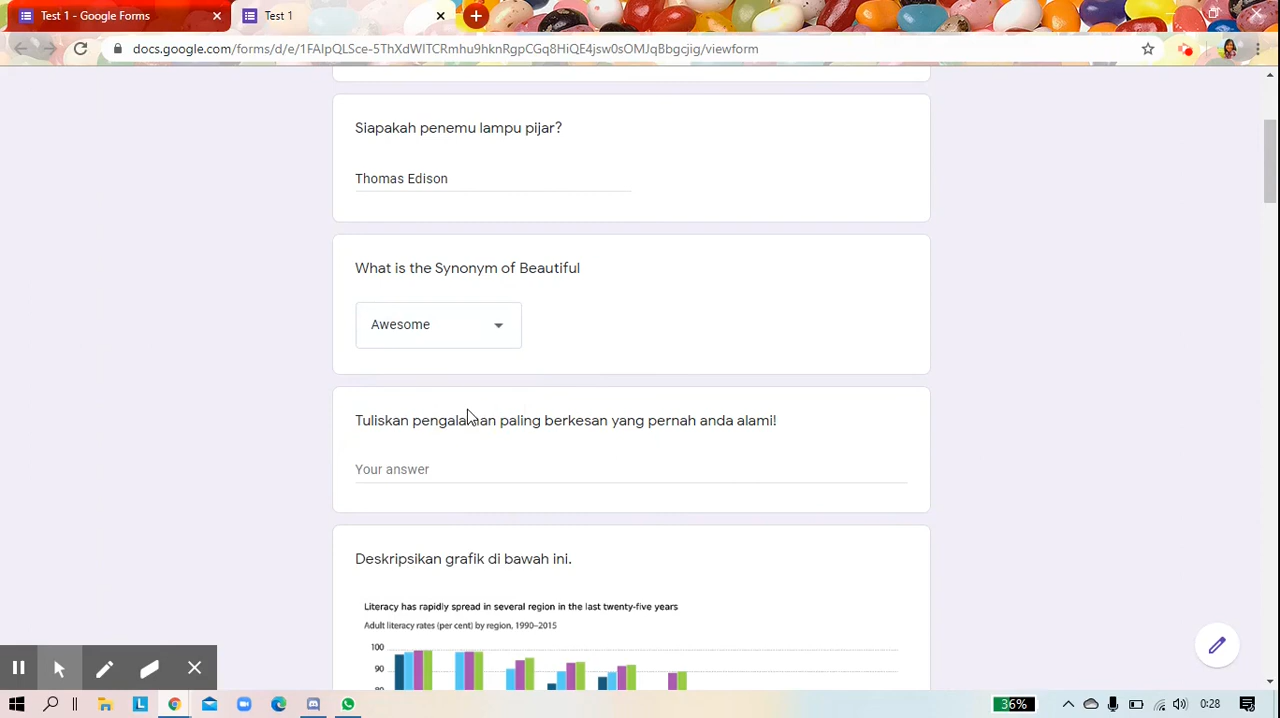 Test 1 - Google Forms
Test 1
docs.google.com/forms/d/e/1FAIpQLSce-5ThXdWITCRmhu9hknRgpCGq8HiQE4jsw0sOMJqBbgcjig/viewform
Siapakah penemu lampu pijar?
Thomas Edison
What is the Synonym of Beautiful
Awesome
Tuliskan pengalaman paling berkesan yang pernah anda alami!
Your answer
Deskripsikan grafik di bawah ini.
Literacy has rapidly spread in several region in the last twenty-five years
Adult literacy rates (per cent) by region, 1990–2015
100
90
80
36%
0:28